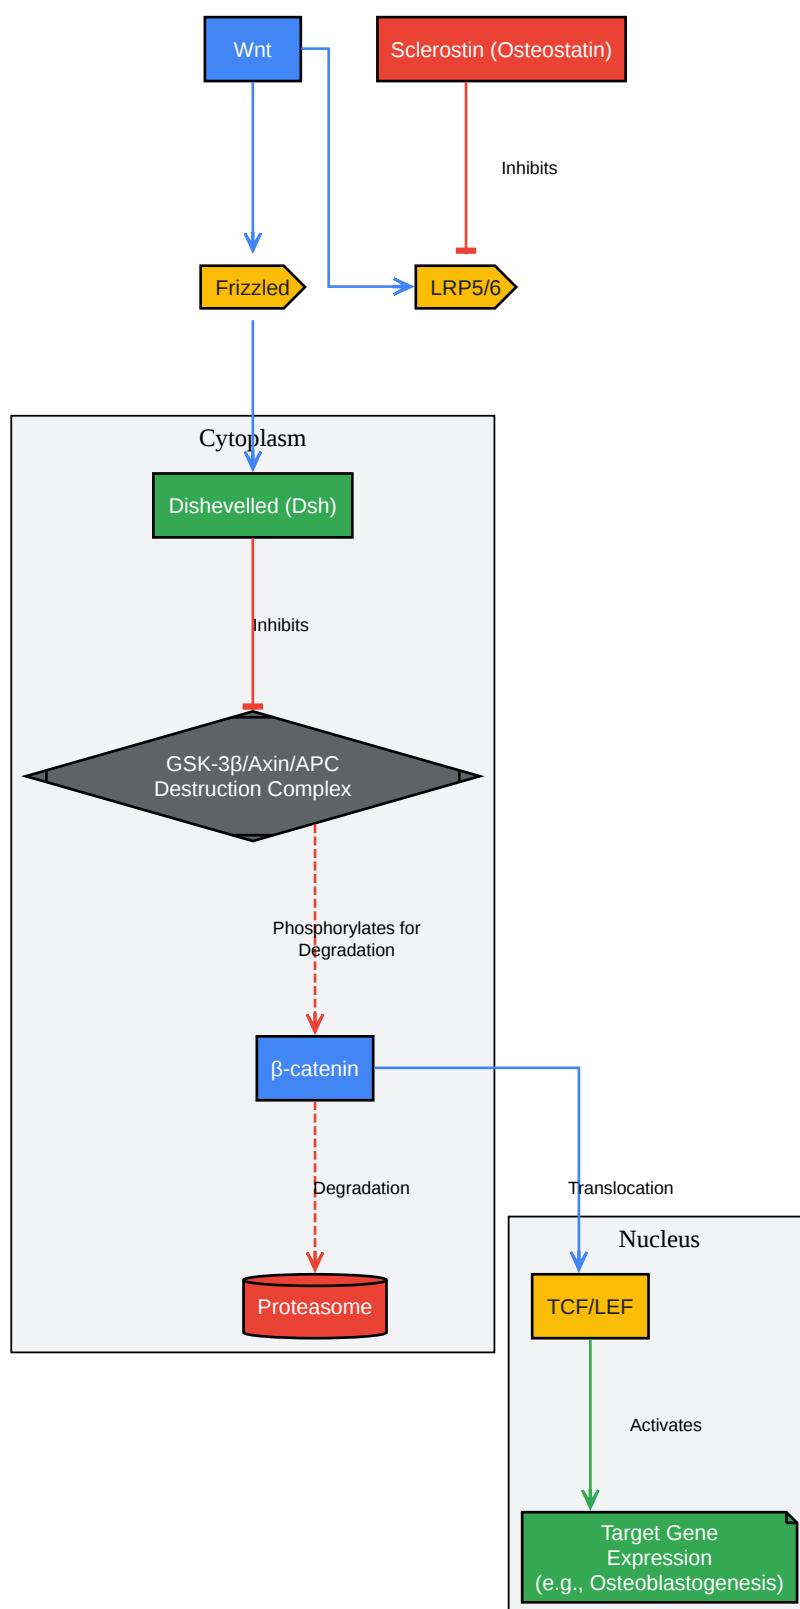 Wnt
Sclerostin (Osteostatin)
Inhibits
Frizzled
LRP5/6
Cytoplasm
Dishevelled (Dsh)
Inhibits
GSK-3β/Axin/APC
Destruction Complex
Phosphorylates for
Degradation
β-catenin
Degradation
Translocation
Nucleus
Proteasome
TCF/LEF
Activates
Target Gene
Expression
(e.g., Osteoblastogenesis)